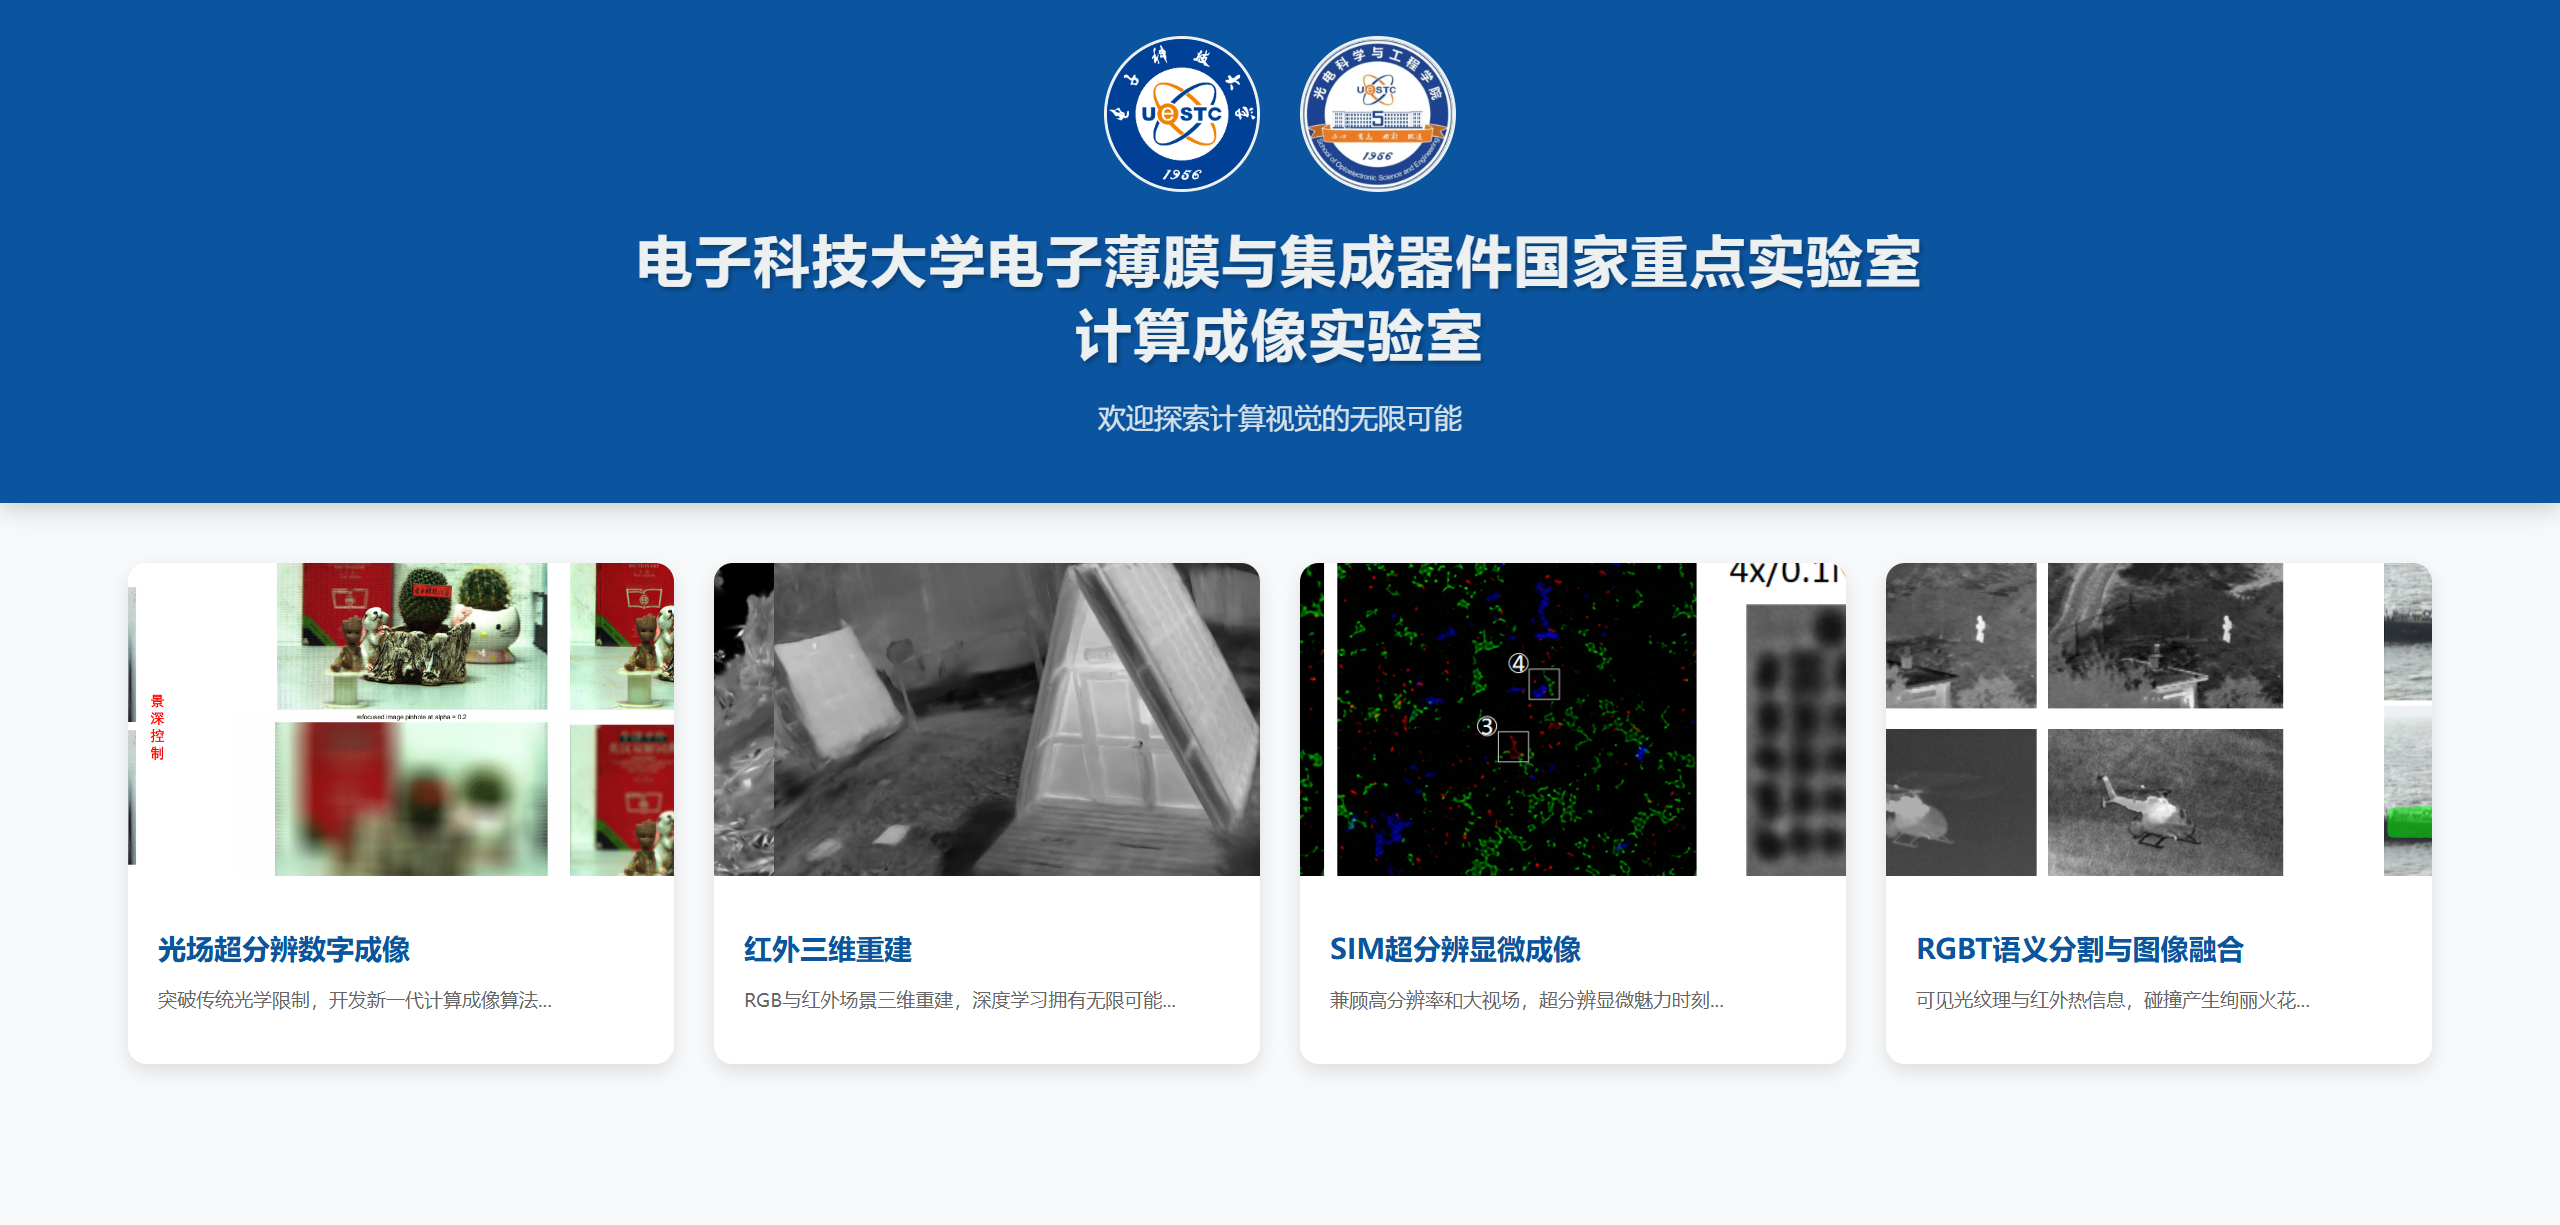 电子科技大学
UeSTC
1956
光电科学与工程学院
UeSTC
5
1956
School of Optoelectronic Science and Engineering
电子科技大学电子薄膜与集成器件国家重点实验室
计算成像实验室
欢迎探索计算视觉的无限可能
景深控制
refocused image pinhole at alpha = 0.2
④
③
4x/0.1
光场超分辨数字成像
突破传统光学限制，开发新一代计算成像算法...
红外三维重建
RGB与红外场景三维重建，深度学习拥有无限可能...
SIM超分辨显微成像
兼顾高分辨率和大视场，超分辨显微魅力时刻...
RGBT语义分割与图像融合
可见光纹理与红外热信息，碰撞产生绚丽火花...